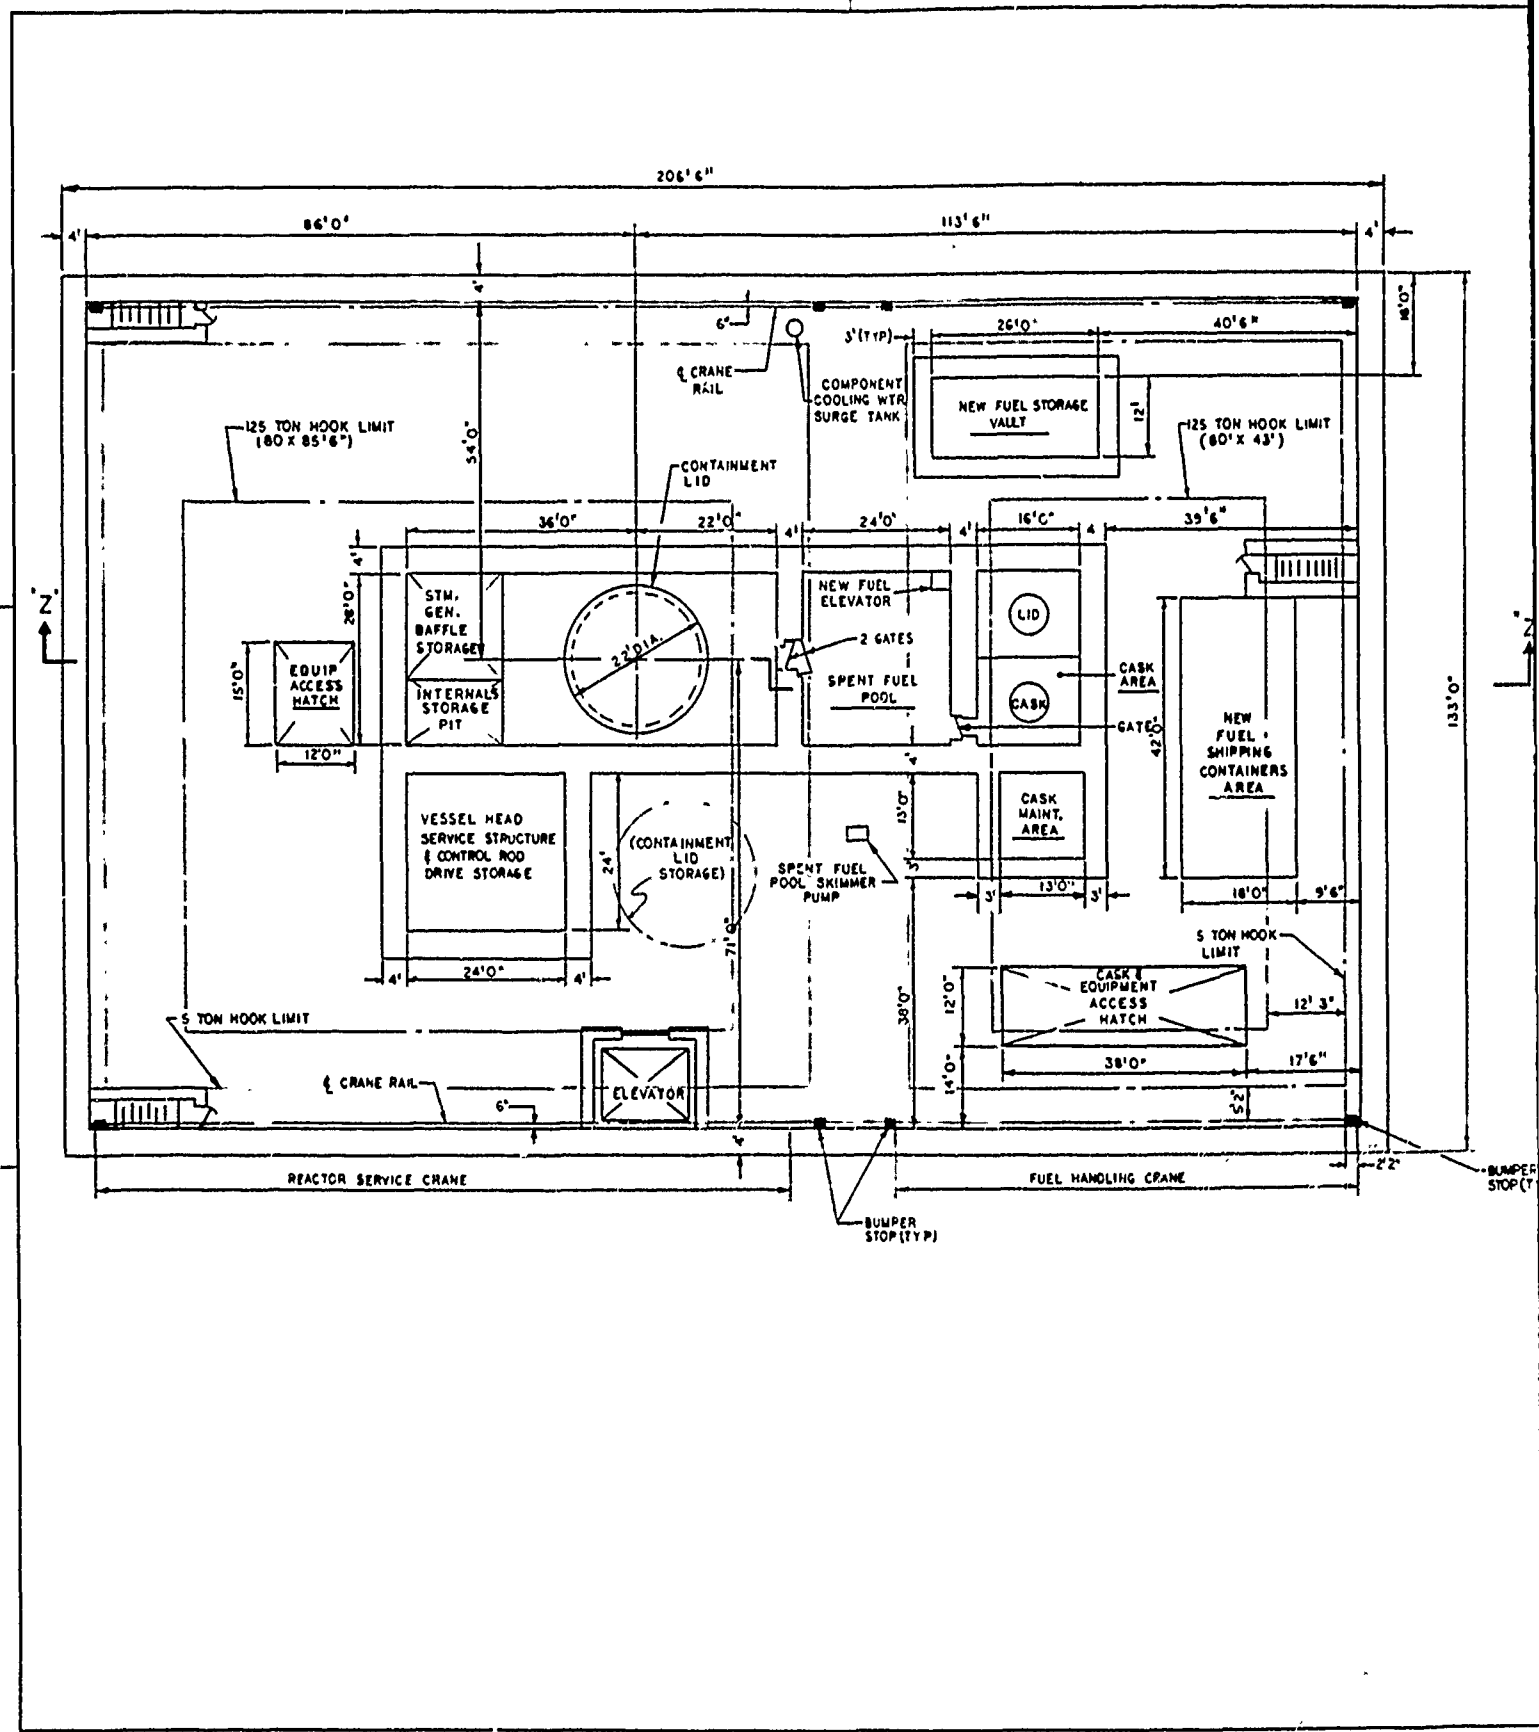 206'6"
86'0"
113'6"
4'
4'
4'
6"
3'(TYP)
26'0"
40'6"
16'0"
℄ CRANE
RAIL
COMPONENT
COOLING WTR
SURGE TANK
NEW FUEL STORAGE
VAULT
12'
125 TON HOOK LIMIT
(80 X 85'6")
54'0"
125 TON HOOK LIMIT
(80' X 43')
CONTAINMENT
LID
36'0"
22'0"
4'
24'0"
4'
16'0"
4'
39'6"
4'
28'0"
STM.
GEN.
BAFFLE
STORAGE
INTERNALS
STORAGE
PIT
22' DIA.
NEW FUEL
ELEVATOR
2 GATES
SPENT FUEL
POOL
LID
CASK
CASK
AREA
GATE
"Z"
15'0"
EQUIP
ACCESS
HATCH
12'0"
42'0"
NEW
FUEL &
SHIPPING
CONTAINERS
AREA
133'0"
"Z
VESSEL HEAD
SERVICE STRUCTURE
& CONTROL ROD
DRIVE STORAGE
24'
(CONTAINMENT
LID
STORAGE)
SPENT FUEL
POOL SKIMMER
PUMP
4'
13'0"
3'
CASK
MAINT.
AREA
3'
13'0"
3'
18'0"
9'6"
4'
24'0"
4'
71'0"
38'0"
5 TON HOOK
LIMIT
12'0"
CASK &
EQUIPMENT
ACCESS
HATCH
12' 3"
14'0"
38'0"
17'6"
5'2"
5 TON HOOK LIMIT
℄ CRANE RAIL
6"
ELEVATOR
4'
2'2"
REACTOR SERVICE CRANE
FUEL HANDLING CRANE
BUMPER
STOP(TYP)
BUMPER
STOP(T